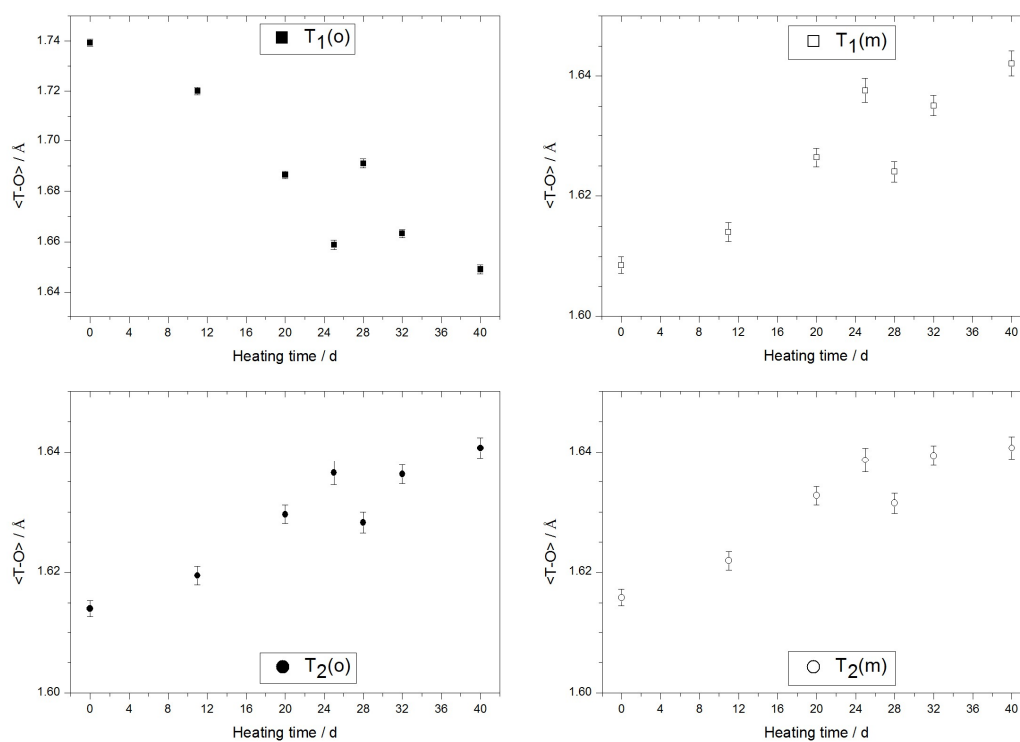 T1(o)
1.74
1.72
1.70
1.68
1.66
1.64
<T-O> / Å
0 4 8 12 16 20 24 28 32 36 40
Heating time / d
T1(m)
1.64
1.62
1.60
<T-O> / Å
0 4 8 12 16 20 24 28 32 36 40
Heating time / d
1.64
1.62
1.60
<T-O> / Å
T2(o)
0 4 8 12 16 20 24 28 32 36 40
Heating time / d
1.64
1.62
1.60
<T-O> / Å
T2(m)
0 4 8 12 16 20 24 28 32 36 40
Heating time / d